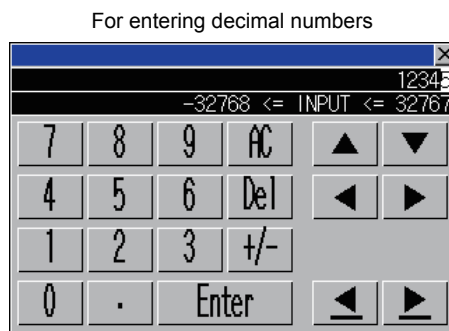 For entering decimal numbers
12345
-32768 <= INPUT <= 32767
7 8 9 AC
4 5 6 Del
1 2 3 +/-
0 . Enter